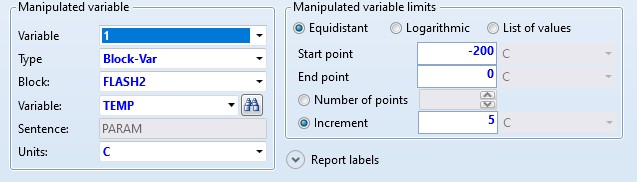 Manipulated variable
Variable 1
Type Block-Var
Block: FLASH2
Variable: TEMP
Sentence: PARAM
Units: C
Manipulated variable limits
Equidistant Logarithmic List of values
Start point -200 C
End point 0 C
Number of points
Increment 5 C
Report labels